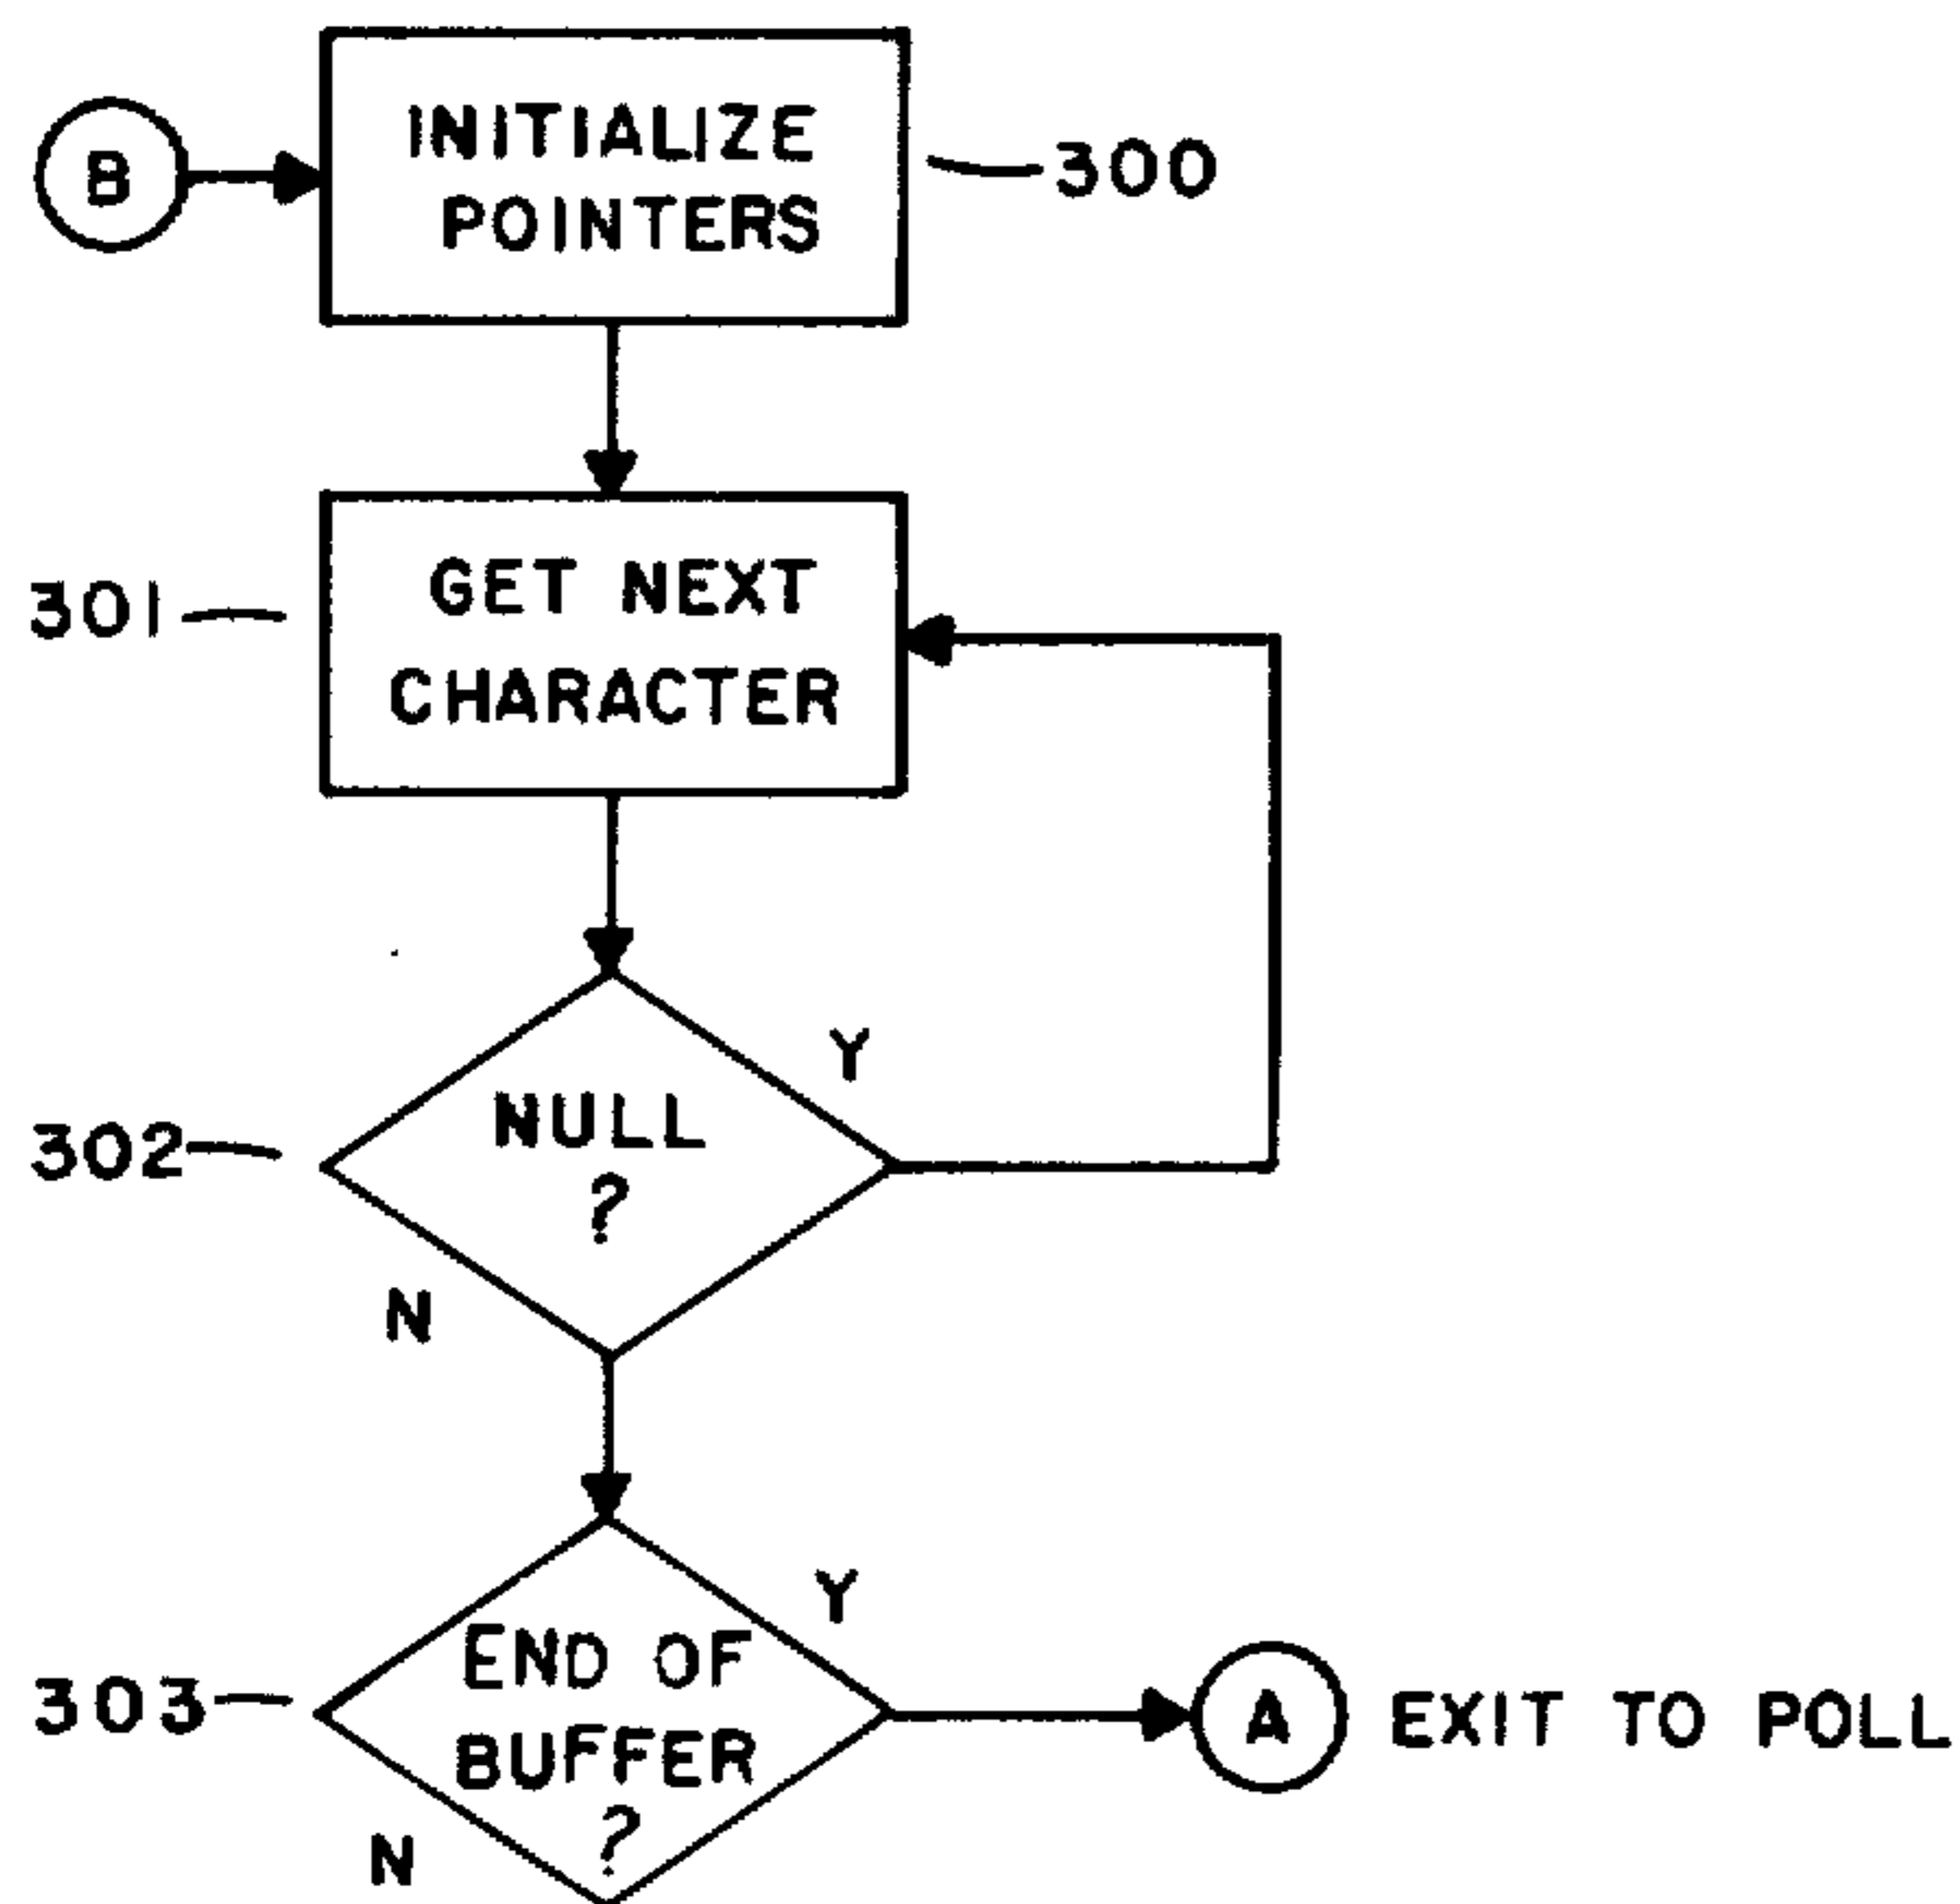 INITIALIZE
POINTERS
B
300
GET NEXT
CHARACTER
301
Y
NULL
?
302
N
Y
END OF
BUFFER
?
303
A
EXIT TO POLL
N